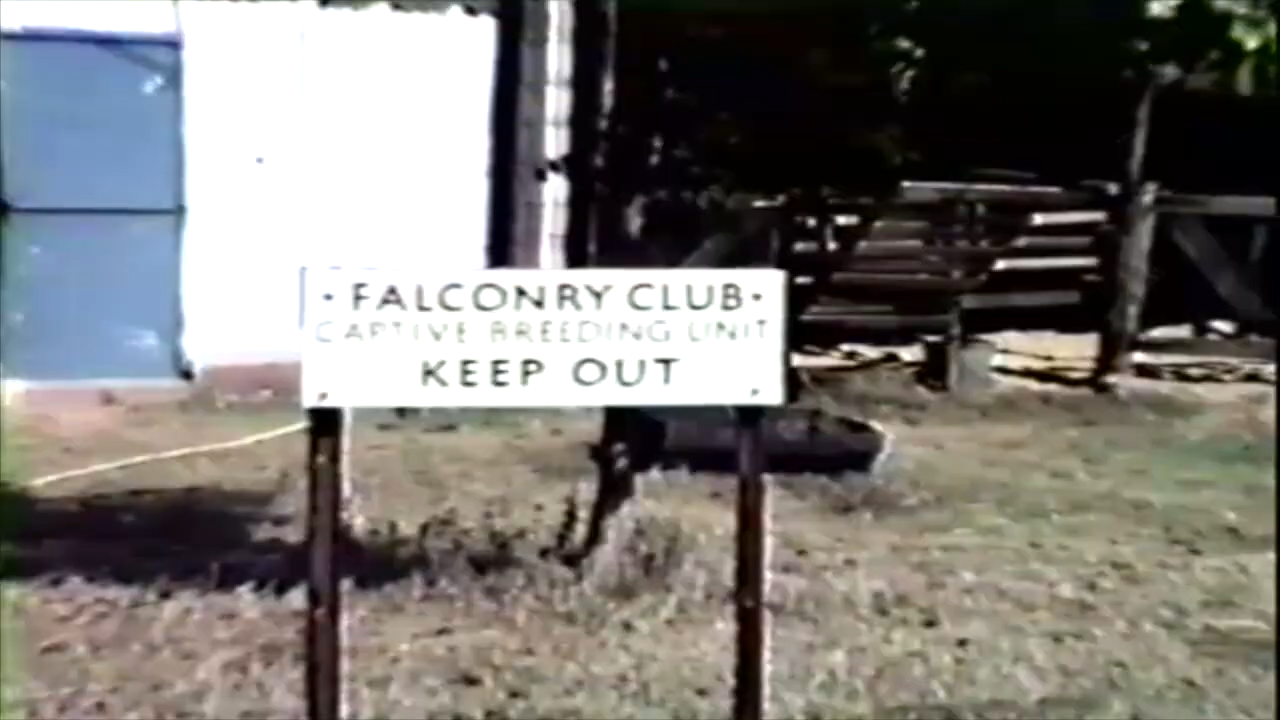 • FALCONRY CLUB •
CAPTIVE BREEDING UNIT
KEEP OUT